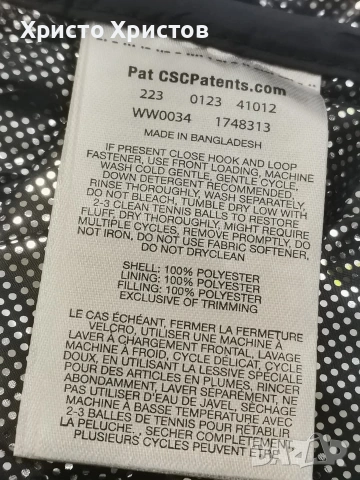 Христо Христов
Pat CSCPatents.com
223 0123 41012
WW0034 1748313
MADE IN BANGLADESH
IF PRESENT CLOSE HOOK AND LOOP
FASTENER, USE FRONT LOADING, MACHINE
WASH COLD GENTLE, GENTLE CYCLE,
DOWN DETERGENT RECOMMENDED,
RINSE THOROUGHLY, WASH SEPARATELY,
DO NOT BLEACH, TUMBLE DRY LOW WITH
2-3 CLEAN TENNIS BALLS TO RESTORE
FLUFF, DRY THOROUGHLY, MIGHT REQUIRE
MULTIPLE CYCLES, REMOVE PROMPTLY, DO
NOT IRON, DO NOT USE FABRIC SOFTENER,
DO NOT DRYCLEAN
SHELL: 100% POLYESTER
LINING: 100% POLYESTER
FILLING: 100% POLYESTER
EXCLUSIVE OF TRIMMING
LE CAS ÉCHÉANT, FERMER LA FERMETURE
VELCRO, UTILISER UNE MACHINE À
LAVER À CHARGEMENT FRONTAL, LAVAGE
MACHINE À FROID, CYCLE DÉLICAT, CYCLE
DOUX, EN UTILISANT LA LESSIVE SPÉCIALE
POUR DES ARTICLES EN PLUMES, RINCER
ABONDAMMENT, LAVER SÉPARÉMENT, NE
PAS UTILISER D'EAU DE JAVEL, SÉCHAGE
MACHINE À BASSE TEMPÉRATURE AVEC
2-3 BALLES DE TENNIS POUR RÉTABLIR
LA PELUCHE, SÉCHER COMPLÈTEMENT,
PLUSIEURS CYCLES PEUVENT ÊTRE